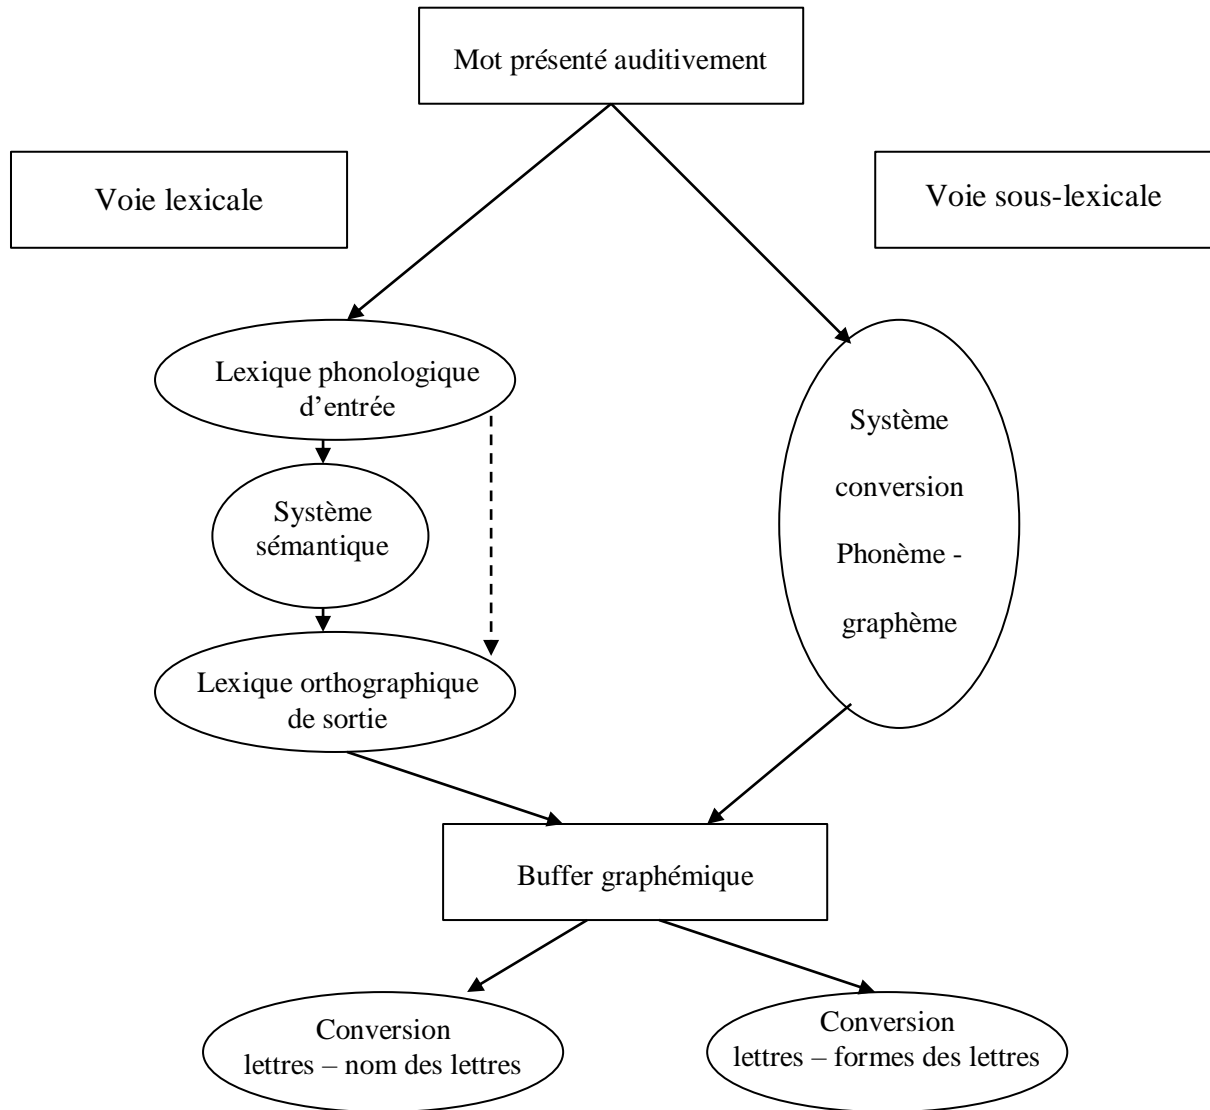 Mot présenté auditivement
Voie lexicale
Voie sous-lexicale
Lexique phonologique
d’entrée
Système
sémantique
Lexique orthographique
de sortie
Système
conversion
Phonème -
graphème
Buffer graphémique
Conversion
lettres – nom des lettres
Conversion
lettres – formes des lettres